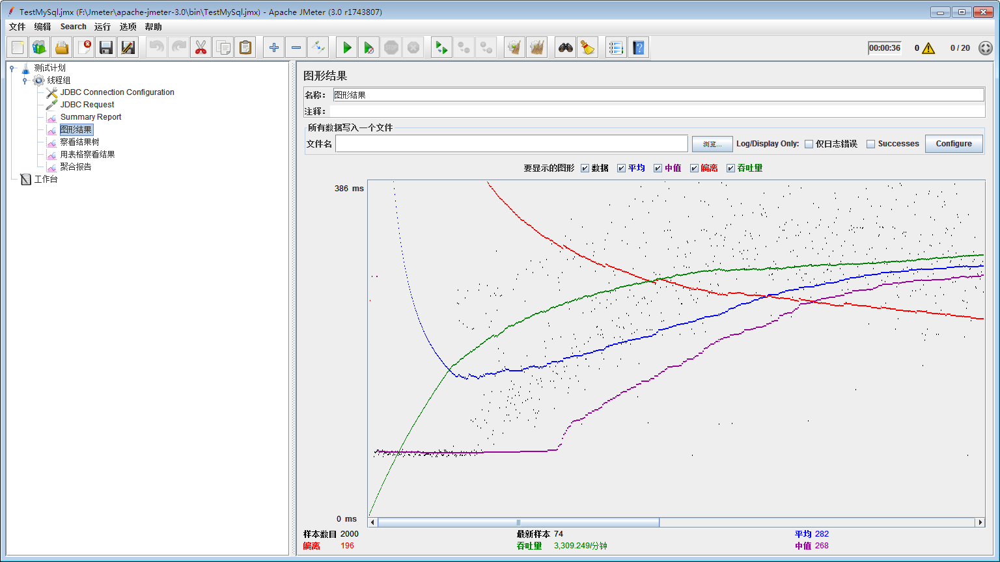 TestMySql.jmx (F:\Jmeter\apache-jmeter-3.0\bin\TestMySql.jmx) - Apache JMeter (3.0 r1743807)
文件 编辑 Search 运行 选项 帮助
STOP 00:00:36 0 0 / 20
测试计划
线程组
JDBC Connection Configuration
JDBC Request
Summary Report
图形结果
察看结果树
用表格察看结果
聚合报告
工作台
图形结果
名称： 图形结果
注释：
所有数据写入一个文件
文件名 浏览... Log/Display Only: 仅日志错误 Successes Configure
要显示的图形 数据 平均 中值 偏离 吞吐量
386 ms
0 ms
样本数目 2000 最新样本 74 平均 282
偏离 196 吞吐量 3,309.249/分钟 中值 268